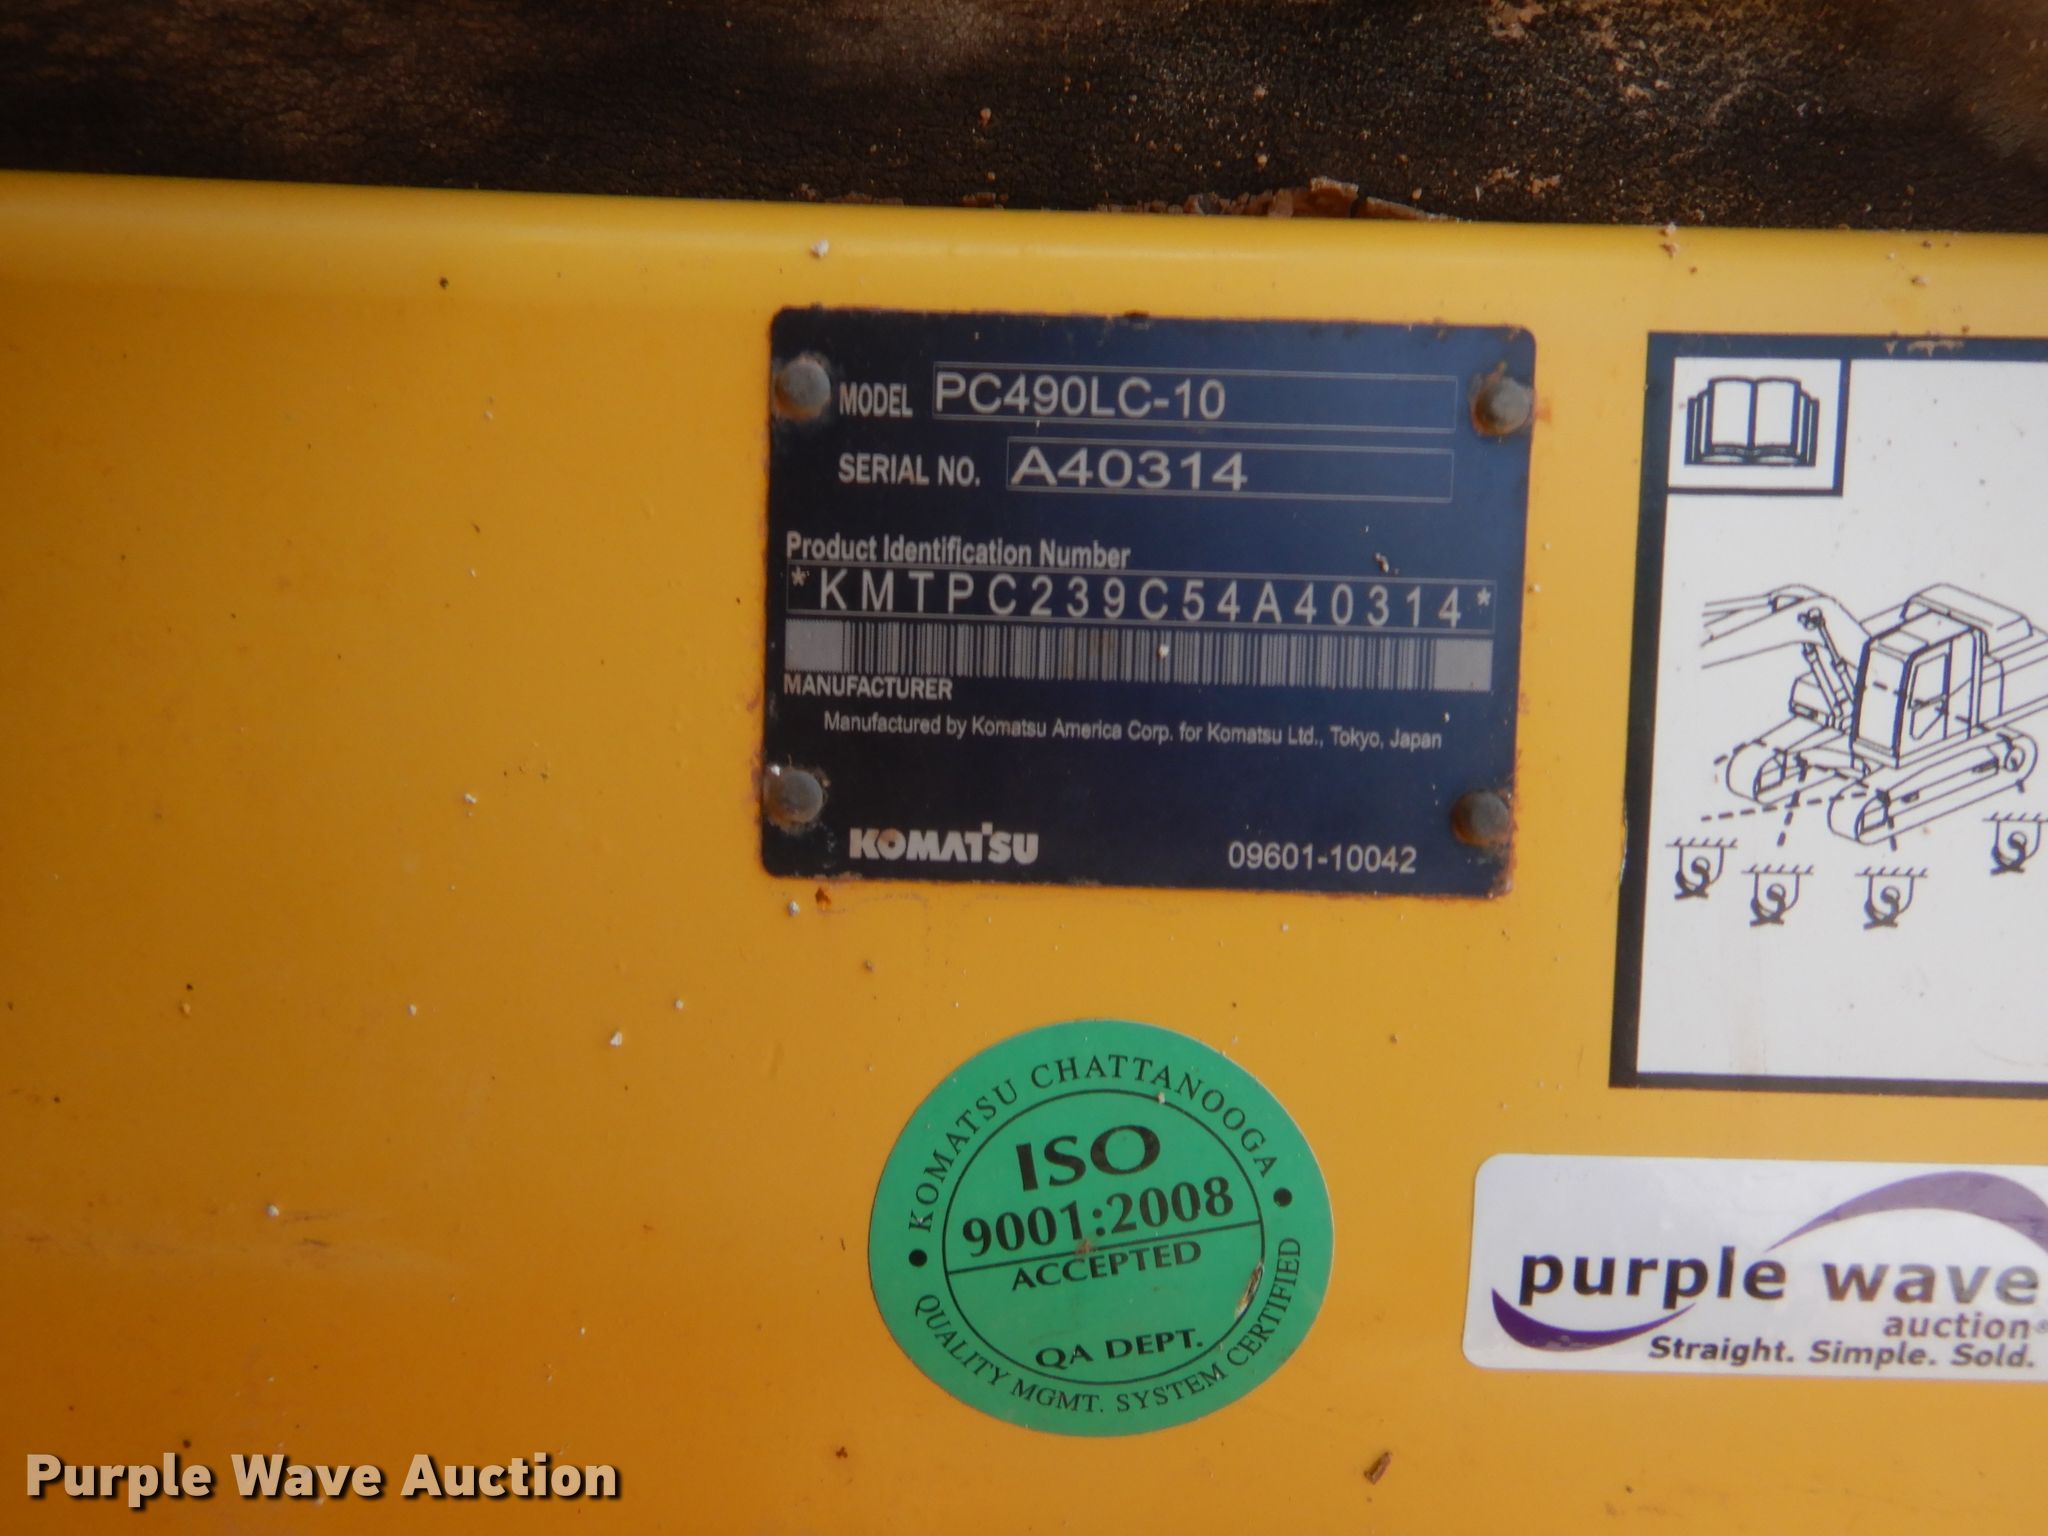 MODEL PC490LC-10
SERIAL NO. A40314
Product Identification Number
*KMTPC239C54A40314*
MANUFACTURER
Manufactured by Komatsu America Corp. for Komatsu Ltd., Tokyo, Japan
KOMATSU 09601-10042
KOMATSU CHATTANOOGA
ISO
9001:2008
ACCEPTED
QA DEPT.
QUALITY MGMT. SYSTEM CERTIFIED
purple wave
auction®
Straight. Simple. Sold.
Purple Wave Auction